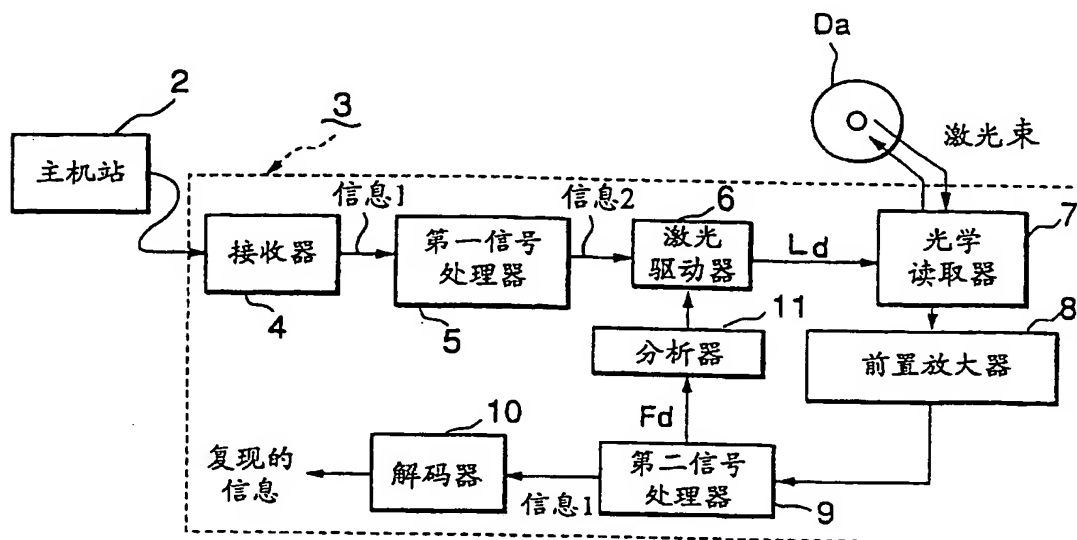 Da
2
3
激光束
主机站
信息1
信息2
6
7
接收器
第一信号
处理器
激光
驱动器
Ld
光学
读取器
4
5
11
8
分析器
前置放大器
10
Fd
复现的
信息
解码器
信息1
第二信号
处理器
9